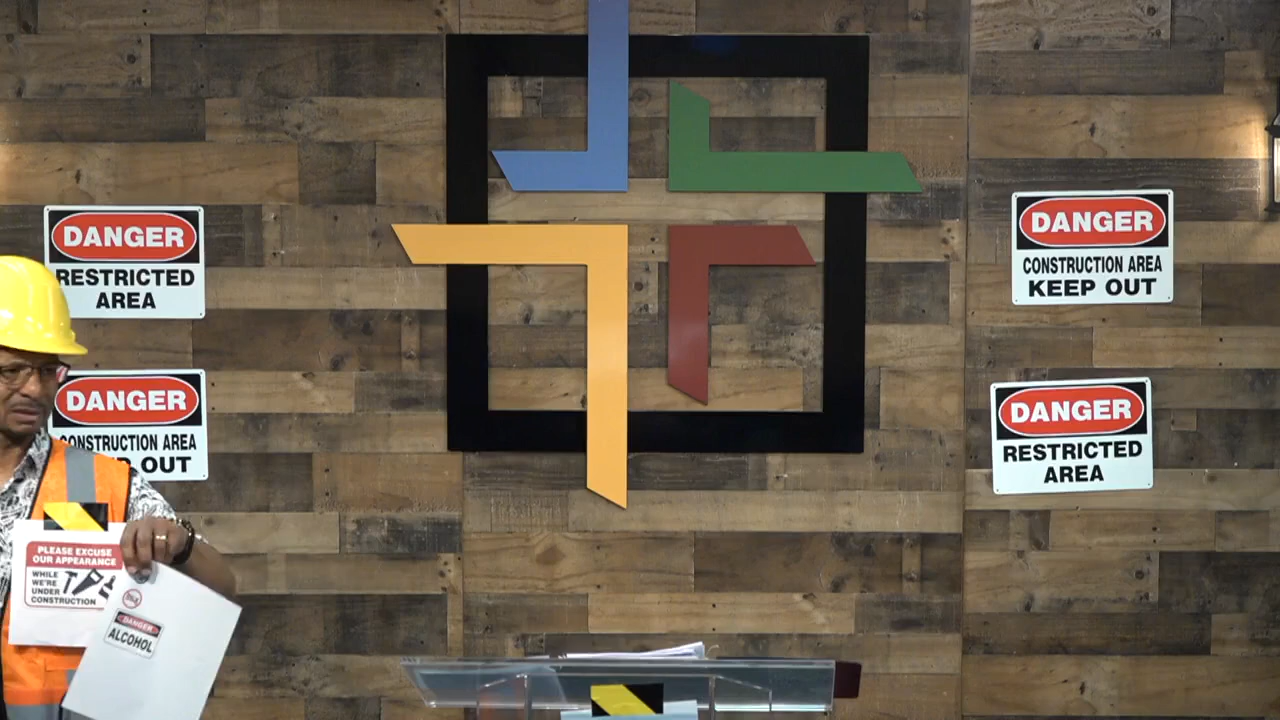 DANGER
RESTRICTED
AREA
DANGER
CONSTRUCTION AREA
OUT
PLEASE EXCUSE
OUR APPEARANCE
WHILE
WE'RE
UNDER
CONSTRUCTION
DANGER
ALCOHOL
DANGER
CONSTRUCTION AREA
KEEP OUT
DANGER
RESTRICTED
AREA